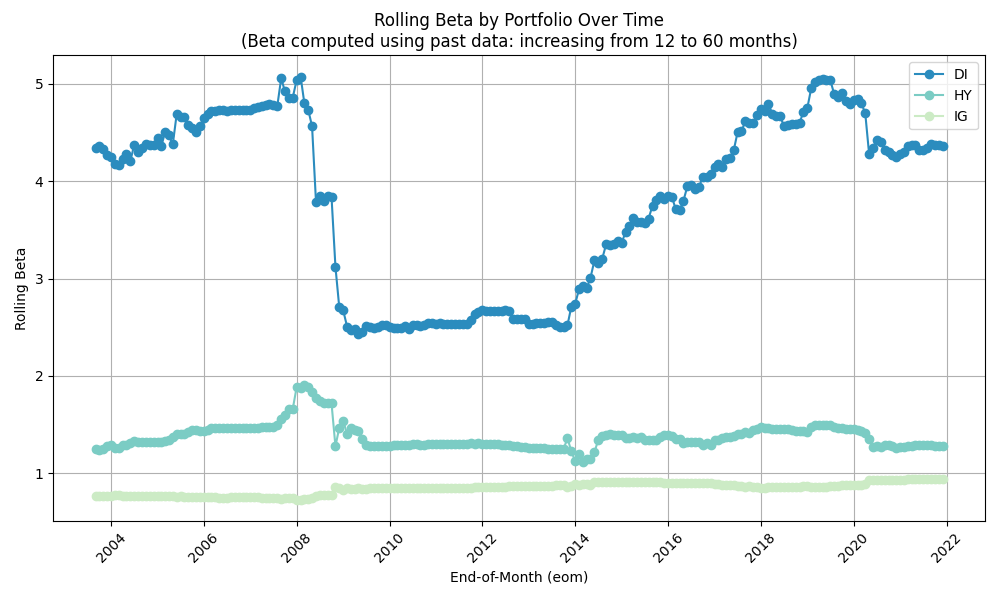 Rolling Beta by Portfolio Over Time
(Beta computed using past data: increasing from 12 to 60 months)
DI
HY
IG
Rolling Beta
5
4
3
2
1
2004
2006
2008
2010
2012
2014
2016
2018
2020
2022
End-of-Month (eom)